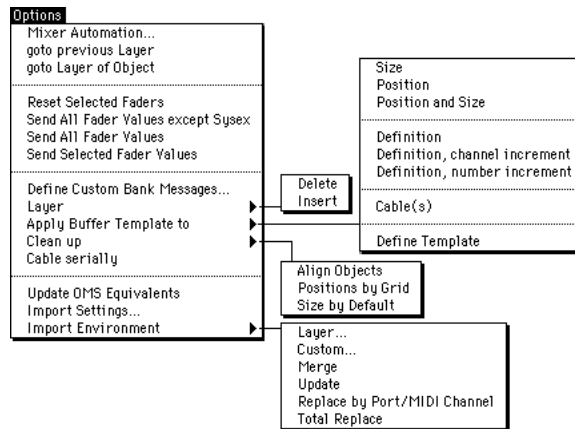 Options
Mixer Automation...
goto previous Layer
goto Layer of Object
Reset Selected Faders
Send All Fader Values except Sysex
Send All Fader Values
Send Selected Fader Values
Define Custom Bank Messages...
Layer
Apply Buffer Template to
Clean up
Cable serially
Update OMS Equivalents
Import Settings...
Import Environment
Delete
Insert
Size
Position
Position and Size
Definition
Definition, channel increment
Definition, number increment
Cable(s)
Define Template
Align Objects
Positions by Grid
Size by Default
Layer...
Custom...
Merge
Update
Replace by Port/MIDI Channel
Total Replace